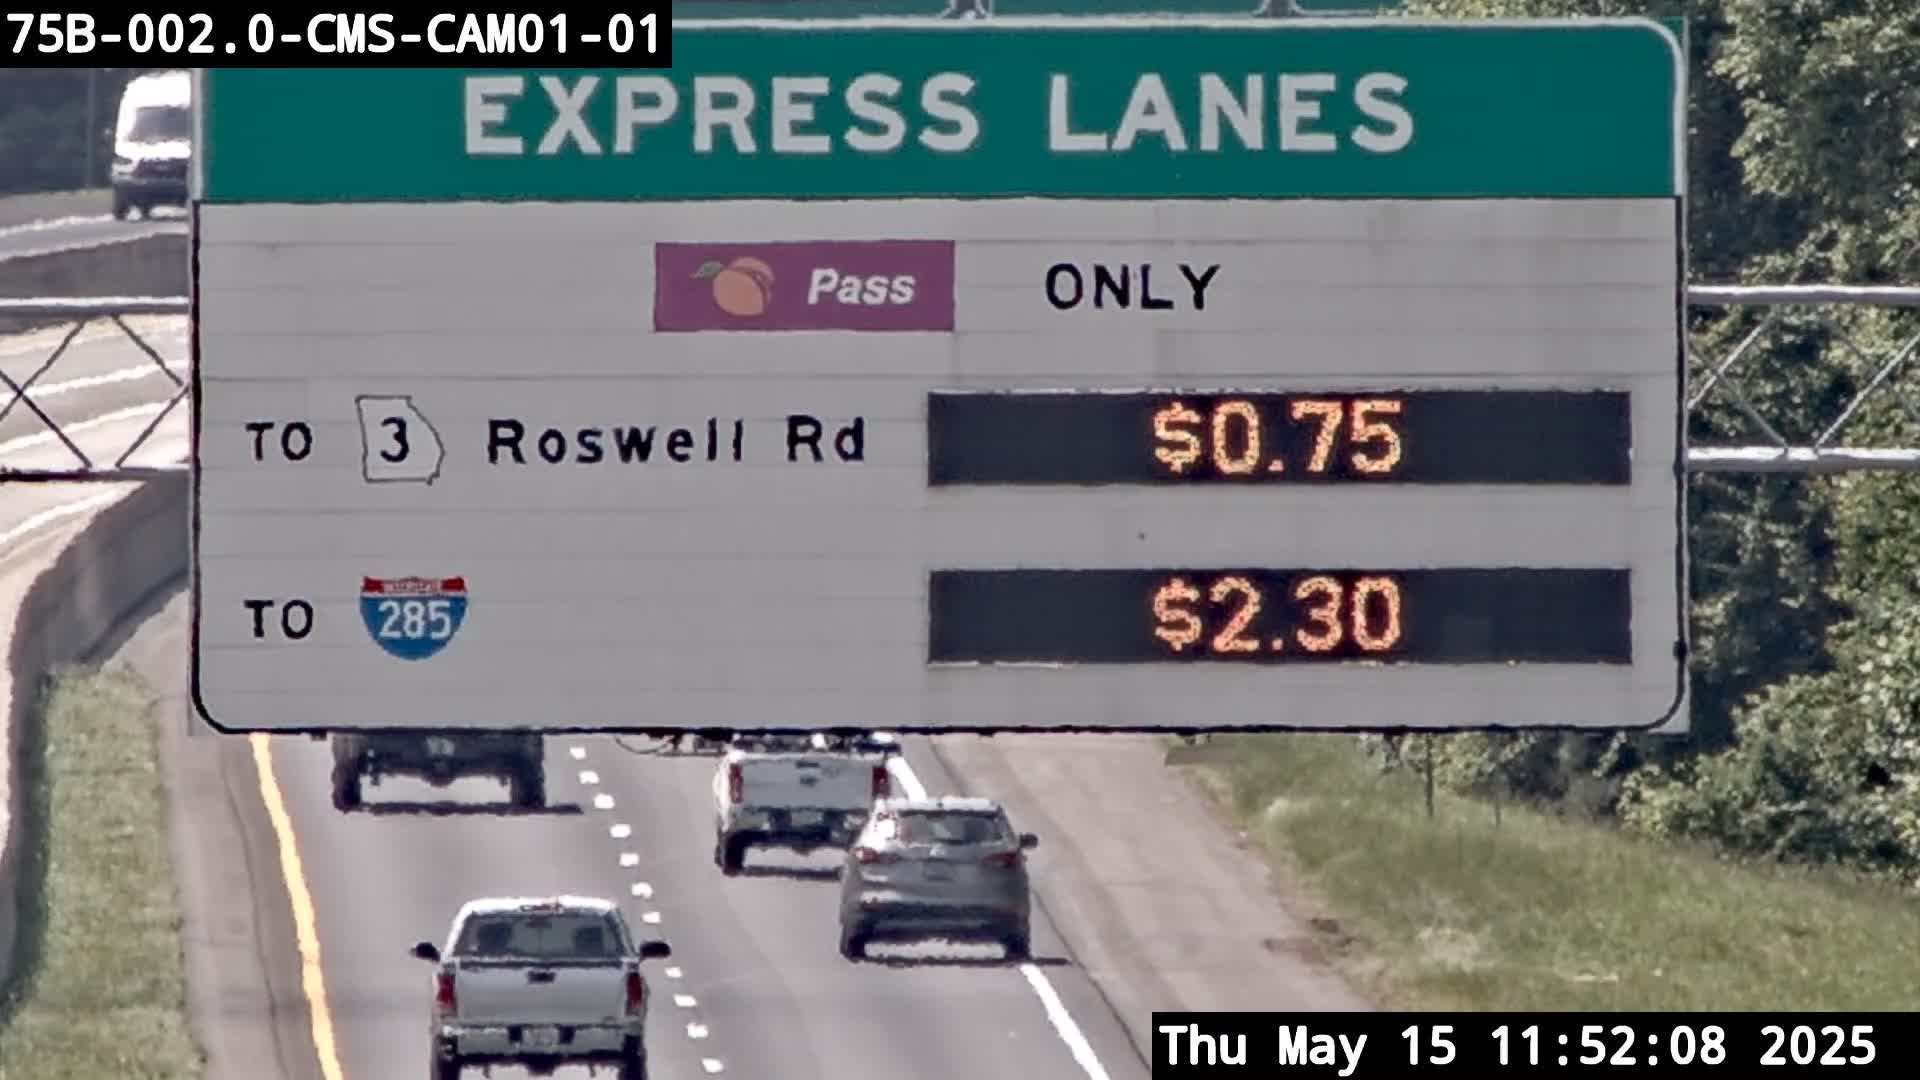 75B-002.0-CMS-CAM01-01
EXPRESS LANES
Pass ONLY
TO 3 Roswell Rd $0.75
TO INTERSTATE 285 $2.30
Thu May 15 11:52:08 2025